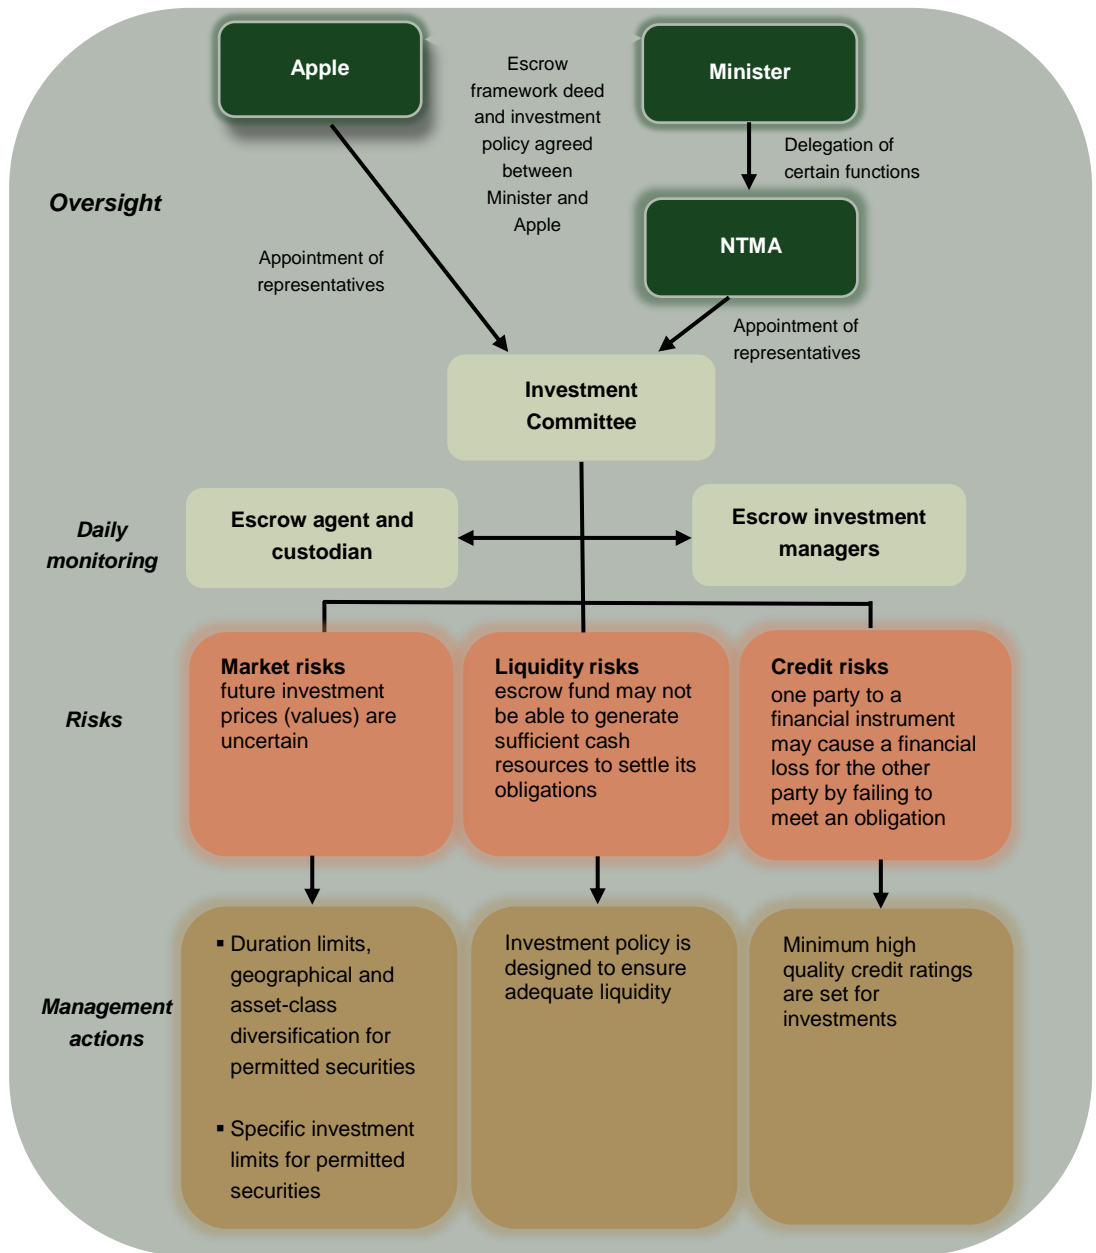 Apple
Escrow
framework deed
and investment
policy agreed
between
Minister and
Apple
Minister
Delegation of
certain functions
Oversight
NTMA
Appointment of
representatives
Appointment of
representatives
Investment
Committee
Daily
monitoring
Escrow agent and
custodian
Escrow investment
managers
Risks
Market risks
future investment
prices (values) are
uncertain
Liquidity risks
escrow fund may not
be able to generate
sufficient cash
resources to settle its
obligations
Credit risks
one party to a
financial instrument
may cause a financial
loss for the other
party by failing to
meet an obligation
Management
actions
▪ Duration limits,
geographical and
asset-class
diversification for
permitted securities
▪ Specific investment
limits for permitted
securities
Investment policy is
designed to ensure
adequate liquidity
Minimum high
quality credit ratings
are set for
investments